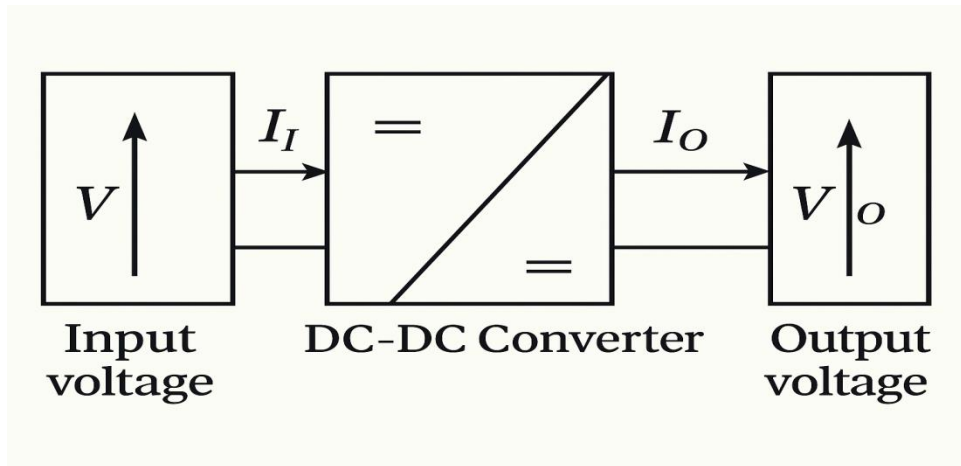 V
I_I
=
=
I_O
V_O
Input
voltage
DC-DC Converter
Output
voltage